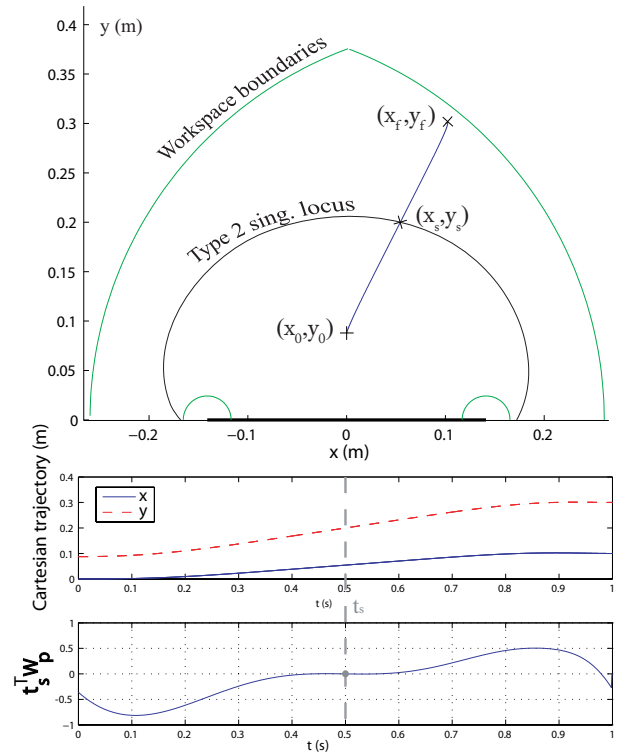 y (m)
0.4
0.35
0.3
0.25
0.2
0.15
0.1
0.05
0
Workspace boundaries
(x_f,y_f)
Type 2 sing. locus
(x_s,y_s)
(x_0,y_0)
−0.2 −0.1 0 0.1 0.2
x (m)
Cartesian trajectory (m)
0.4
0.3
0.2
0.1
0
x
y
0 0.1 0.2 0.3 0.4 0.5 0.6 0.7 0.8 0.9 1
t (s)
t_s
t_s^T W_p
1
0.5
0
-0.5
−1
0 0.1 0.2 0.3 0.4 0.5 0.6 0.7 0.8 0.9 1
t (s)